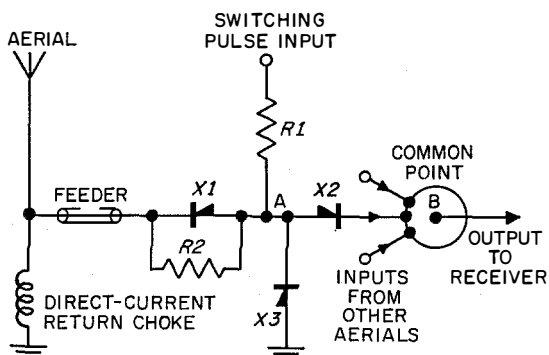 SWITCHING
PULSE INPUT
AERIAL
R1
COMMON
POINT
FEEDER
X1
A
X2
B
R2
OUTPUT
TO
RECEIVER
INPUTS
FROM
OTHER
AERIALS
DIRECT-CURRENT
RETURN CHOKE
X3